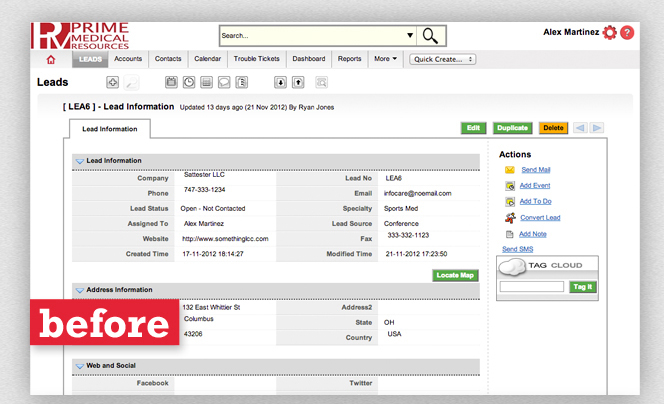 PRIME
MEDICAL
RESOURCES
Search...
Alex Martinez
LEADS Accounts Contacts Calendar Trouble Tickets Dashboard Reports More Quick Create...
Leads
[ LEA6 ] - Lead Information Updated 13 days ago (21 Nov 2012) By Ryan Jones
Lead Information
Edit Duplicate Delete
Lead Information
Company Sattester LLC Lead No LEA6
Phone 747-333-1234 Email infocare@noemail.com
Lead Status Open - Not Contacted Specialty Sports Med
Assigned To Alex Martinez Lead Source Conference
Website http://www.somethinglcc.com Fax 333-332-1123
Created Time 17-11-2012 18:14:27 Modified Time 21-11-2012 17:23:50
Locate Map
Address Information
132 East Whittier St Address2
Columbus State OH
43206 Country USA
Web and Social
Facebook Twitter
Actions
Send Mail
Add Event
Add To Do
Convert Lead
Add Note
Send SMS
TAG CLOUD
Tag it
before